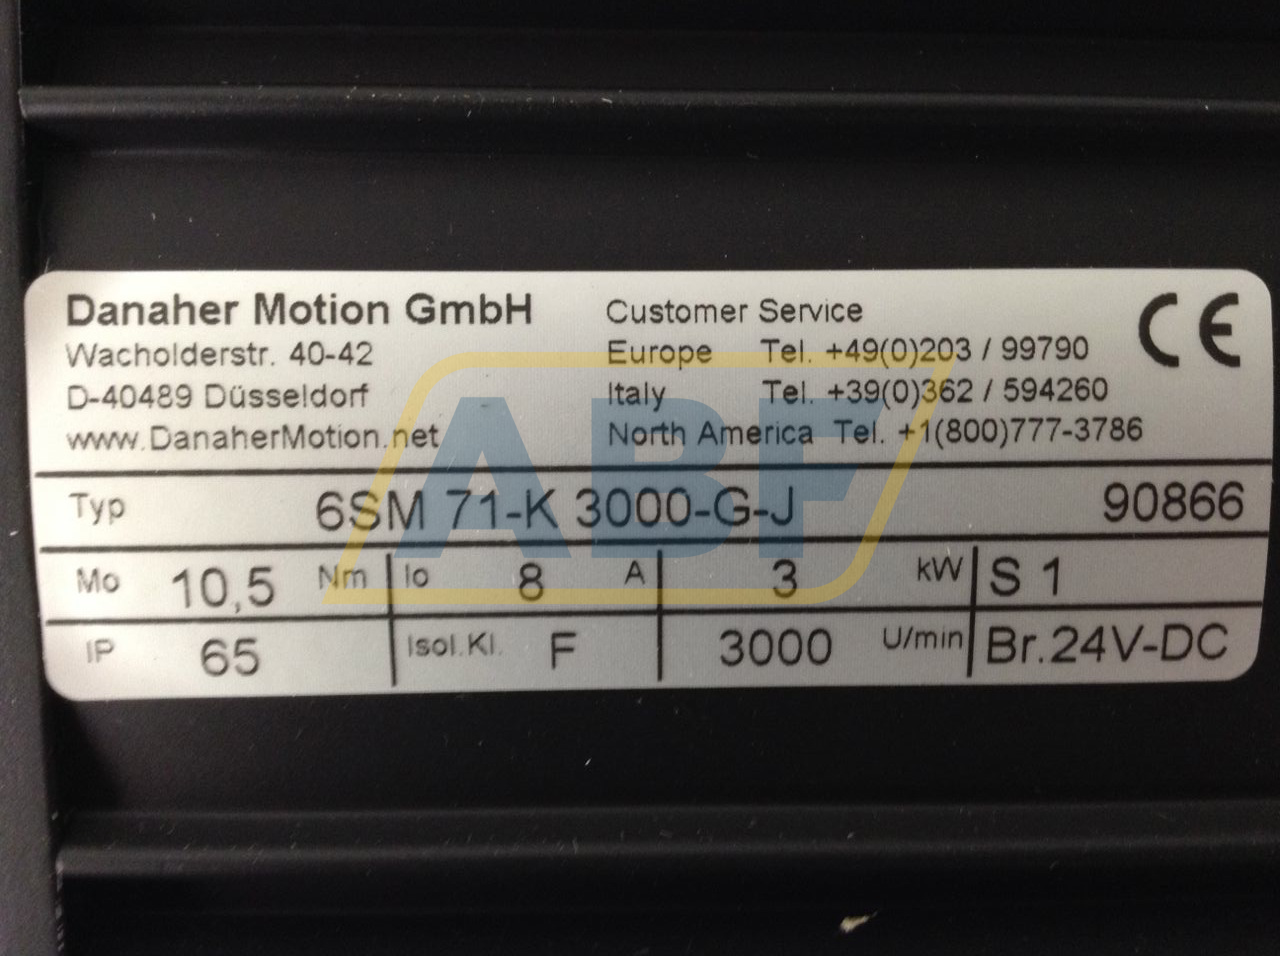 Danaher Motion GmbH
Wacholderstr. 40-42
D-40489 Düsseldorf
www.DanaherMotion.net
Customer Service
Europe Tel. +49(0)203 / 99790
Italy Tel. +39(0)362 / 594260
North America Tel. +1(800)777-3786
CE
ABF
Typ 6SM 71-K 3000-G-J 90866
Mo 10,5 Nm Io 8 A 3 kW S 1
IP 65 Isol.Kl. F 3000 U/min Br.24V-DC